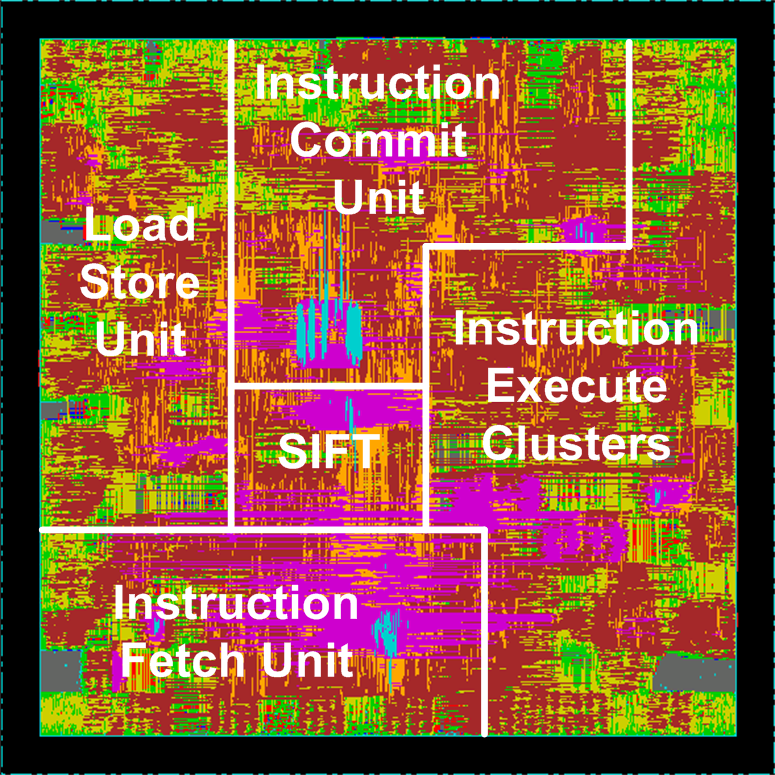 Instruction
Commit
Unit
Load
Store
Unit
Instruction
Execute
Clusters
SIFT
Instruction
Fetch Unit